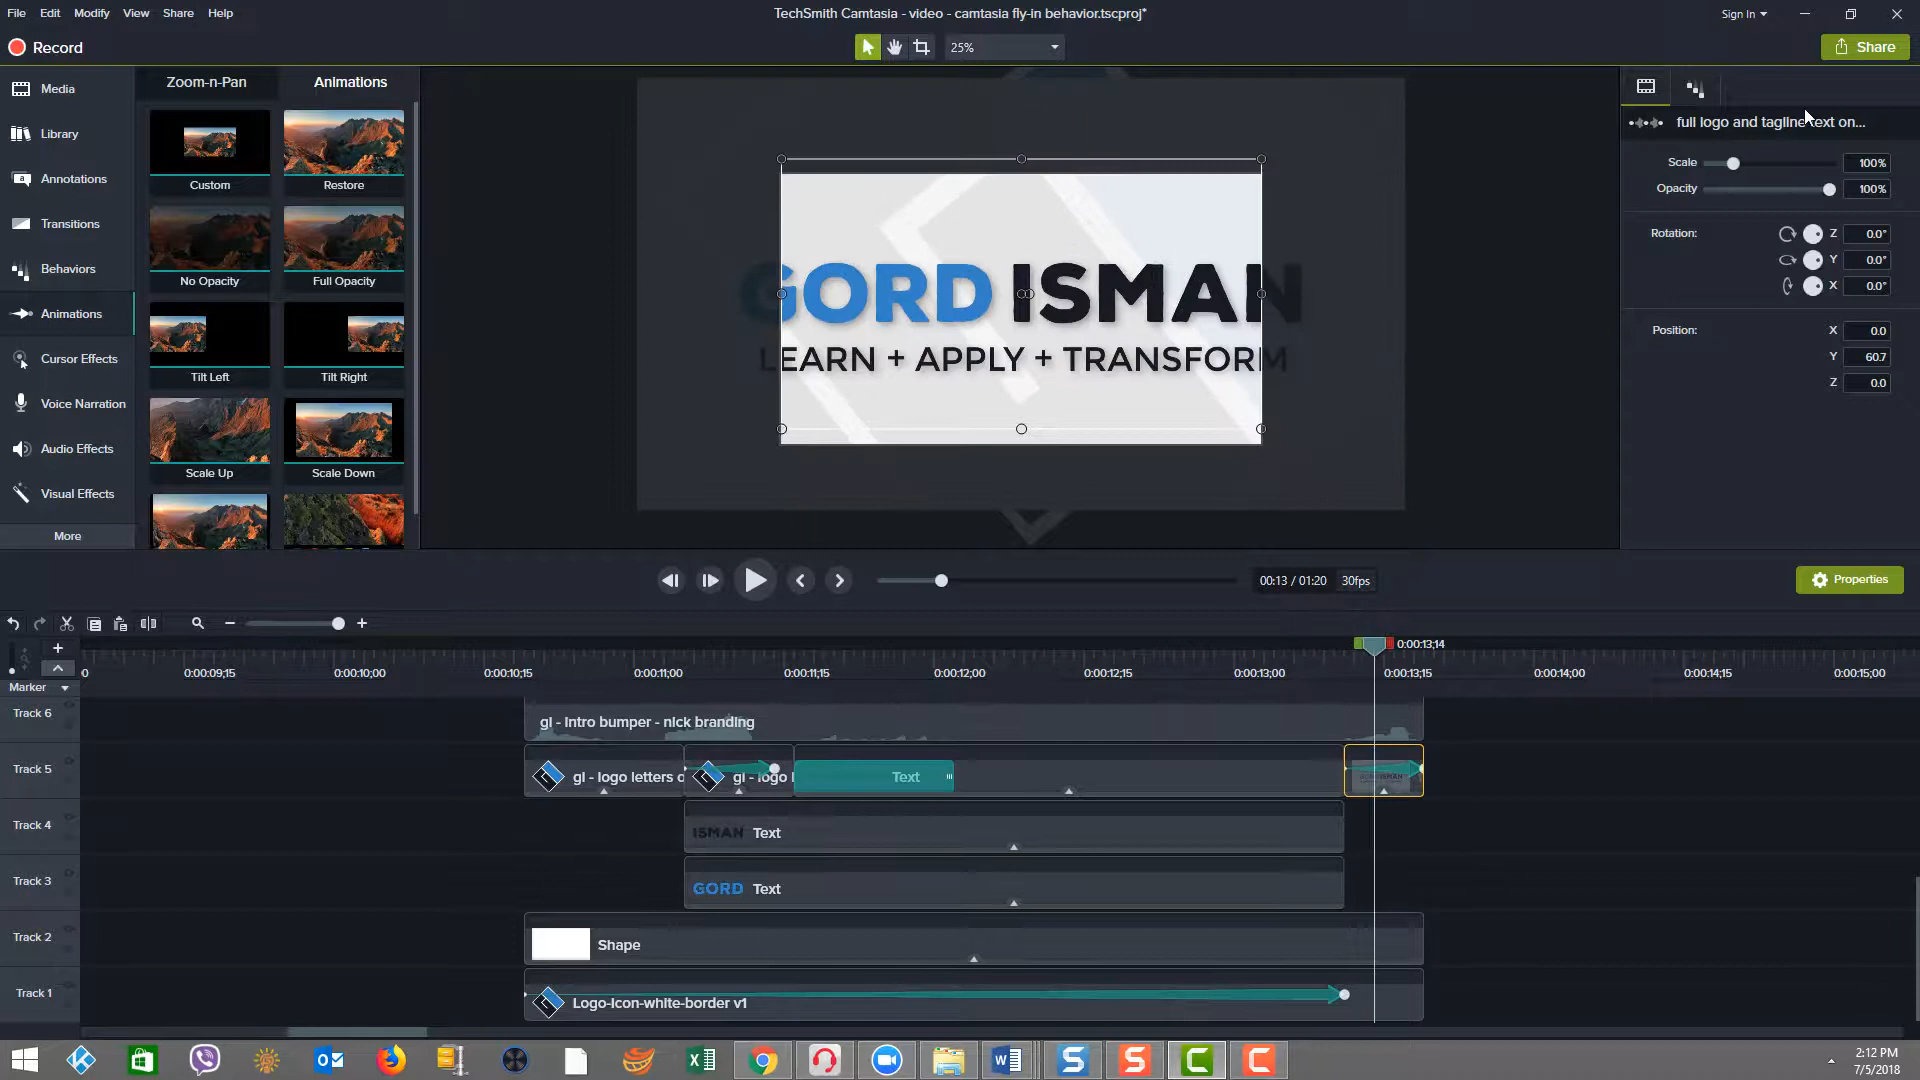 File Edit Modify View Share Help
TechSmith Camtasia - video - camtasia fly-in behavior.tscproj*
Sign In
Record
25%
Share
Media
Library
Annotations
Transitions
Behaviors
Animations
Cursor Effects
Voice Narration
Audio Effects
Visual Effects
More
Zoom-n-Pan Animations
Custom Restore
No Opacity Full Opacity
Tilt Left Tilt Right
Scale Up Scale Down
GORD ISMAN
LEARN + APPLY + TRANSFORM
full logo and tagline text on...
Scale 100%
Opacity 100%
Rotation: Z 0.0°
Y 0.0°
X 0.0°
Position: X 0.0
Y 60.7
Z 0.0
00:13 / 01:20 30fps
Properties
0:00:13;14
Marker
0:00:09;15 0:00:10;00 0:00:10;15 0:00:11;00 0:00:11;15 0:00:12;00 0:00:12;15 0:00:13;00 0:00:13;15 0:00:14;00 0:00:14;15 0:00:15;00
Track 6 gi - Intro bumper - nick branding
Track 5 gi - logo letters gi - logo Text
Track 4 ISMAN Text
Track 3 GORD Text
Track 2 Shape
Track 1 Logo-icon-white-border v1
2:12 PM
7/5/2018